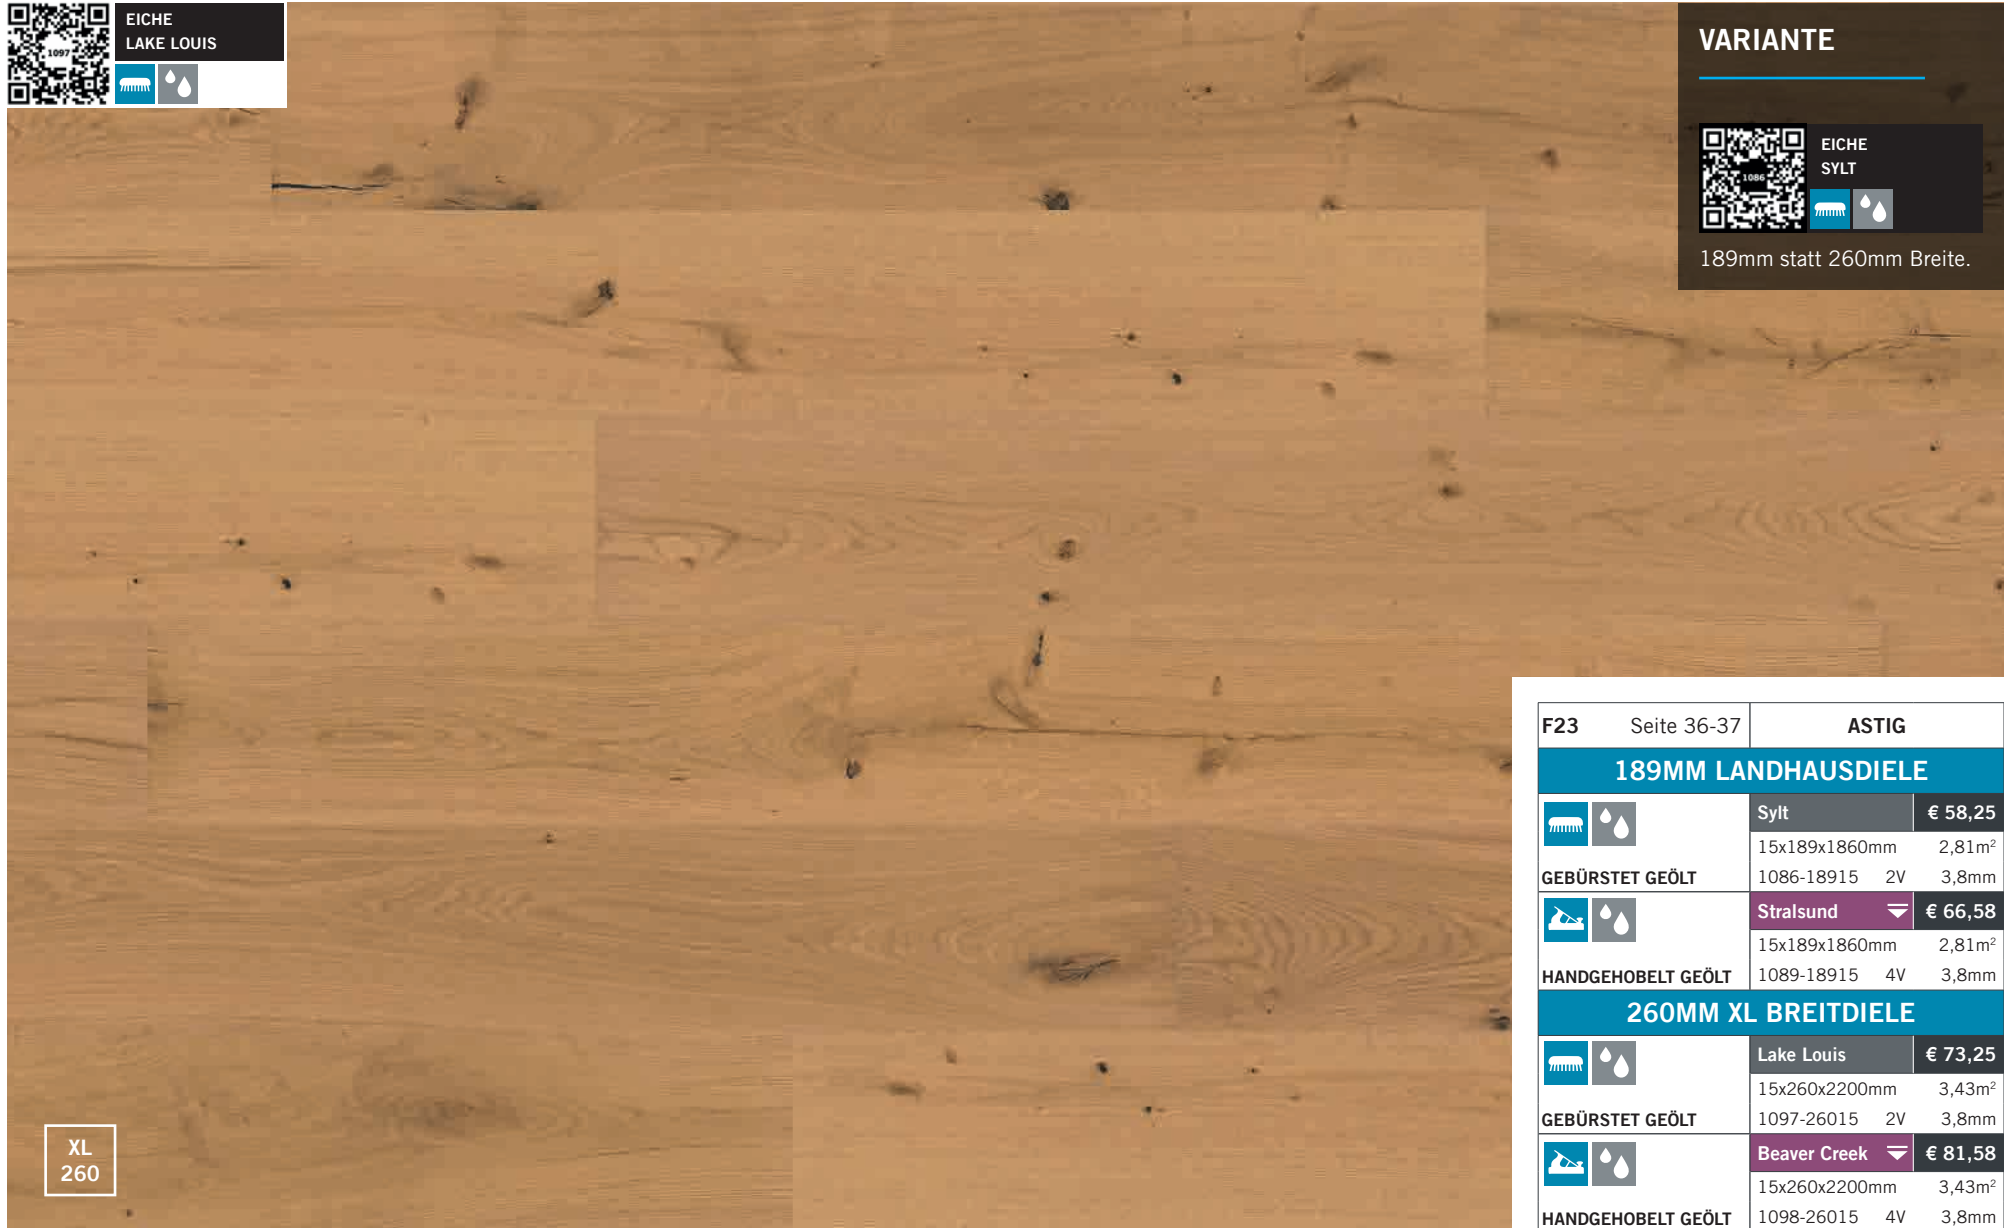 1097
EICHE
LAKE LOUIS
VARIANTE
1086
EICHE
SYLT
189mm statt 260mm Breite.
XL
260
F23 Seite 36-37 ASTIG
189MM LANDHAUSDIELE
Sylt € 58,25
15x189x1860mm 2,81m²
GEBÜRSTET GEÖLT 1086-18915 2V 3,8mm
Stralsund € 66,58
15x189x1860mm 2,81m²
HANDGEHOBELT GEÖLT 1089-18915 4V 3,8mm
260MM XL BREITDIELE
Lake Louis € 73,25
15x260x2200mm 3,43m²
GEBÜRSTET GEÖLT 1097-26015 2V 3,8mm
Beaver Creek € 81,58
15x260x2200mm 3,43m²
HANDGEHOBELT GEÖLT 1098-26015 4V 3,8mm